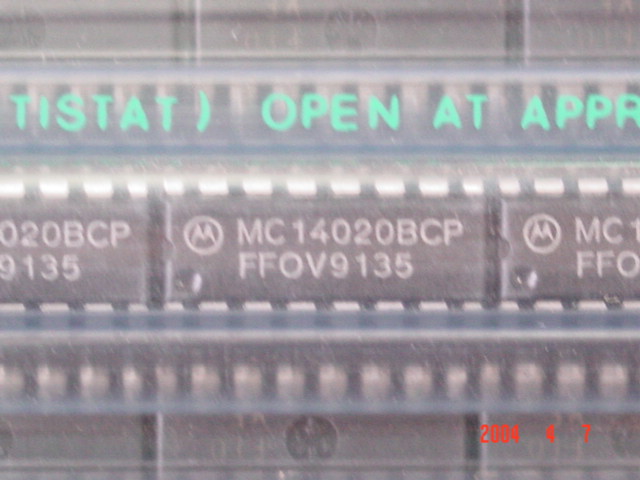 TISTAT) OPEN AT APPR
020BCP MC14020BCP MC1
9135 FFOV9135 FFO
2004 4 7